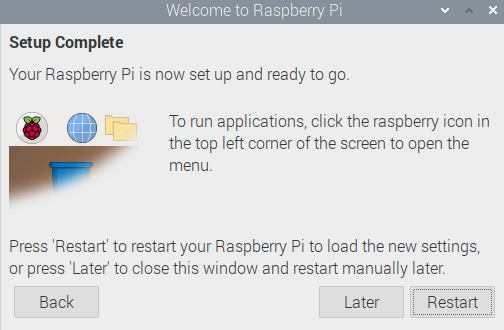 Welcome to Raspberry Pi
Setup Complete
Your Raspberry Pi is now set up and ready to go.
To run applications, click the raspberry icon in
the top left corner of the screen to open the
menu.
Press 'Restart' to restart your Raspberry Pi to load the new settings,
or press 'Later' to close this window and restart manually later.
Back
Later
Restart